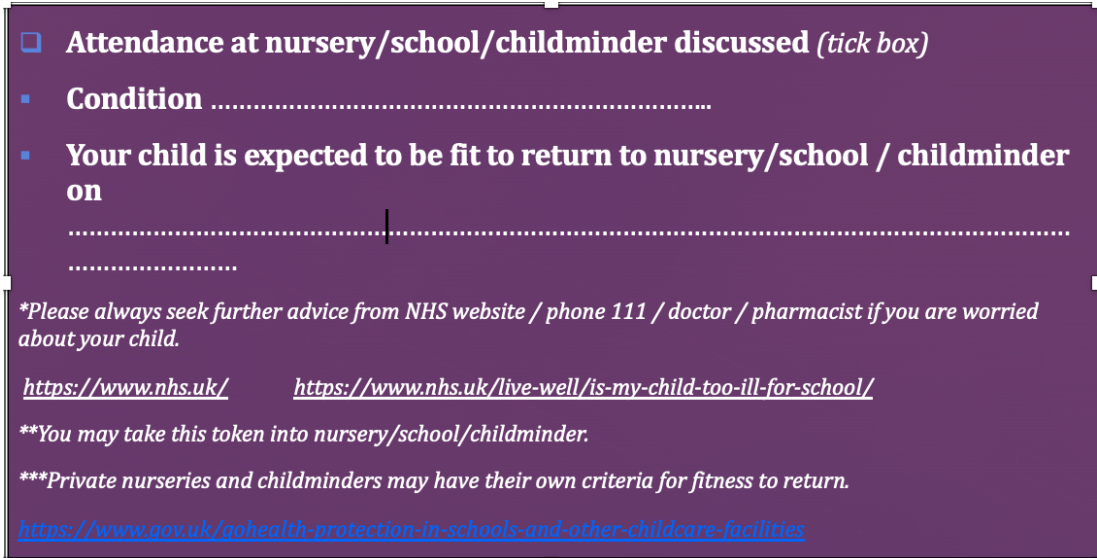 ❑ Attendance at nursery/school/childminder discussed (tick box)
▪ Condition ……………………………………………………………...
▪ Your child is expected to be fit to return to nursery/school / childminder
on
………………………………………………………………………………………………………………………………
……………………
*Please always seek further advice from NHS website / phone 111 / doctor / pharmacist if you are worried
about your child.
https://www.nhs.uk/ https://www.nhs.uk/live-well/is-my-child-too-ill-for-school/
**You may take this token into nursery/school/childminder.
***Private nurseries and childminders may have their own criteria for fitness to return.
https://www.gov.uk/gohealth-protection-in-schools-and-other-childcare-facilities